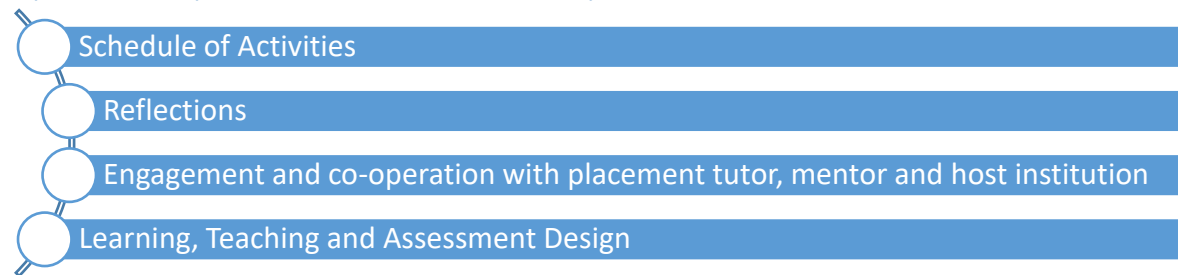 Schedule of Activities
Reflections
Engagement and co-operation with placement tutor, mentor and host institution
Learning, Teaching and Assessment Design